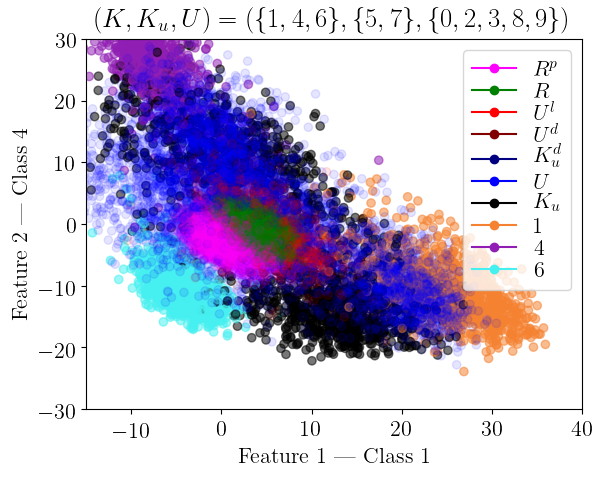 (K, K_u, U) = ({1, 4, 6}, {5, 7}, {0, 2, 3, 8, 9})
30
20
10
0
−10
−20
−30
Feature 2 — Class 4
R^p
R
U^l
U^d
K_u^d
U
K_u
1
4
6
−10 0 10 20 30 40
Feature 1 — Class 1